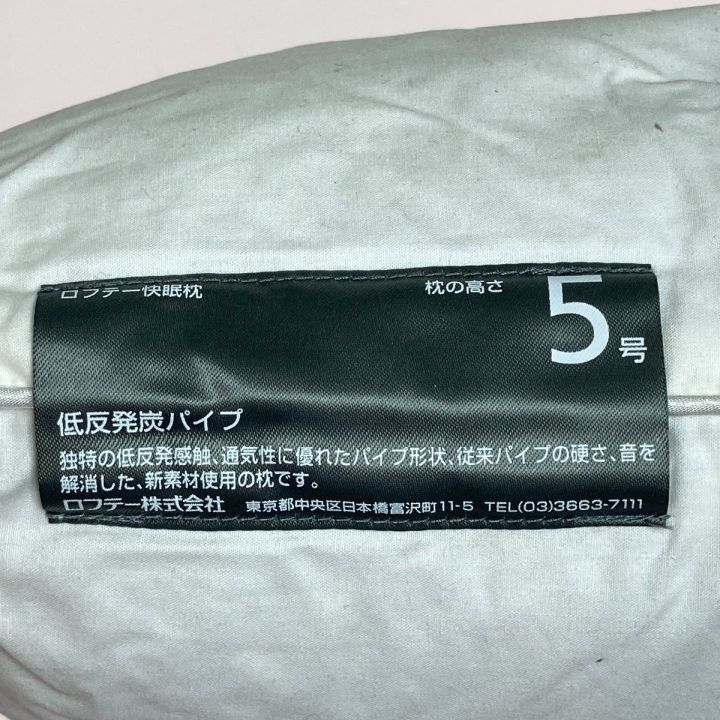 ロフテー快眠枕 枕の高さ 5号
低反発炭パイプ
独特の低反発感触、通気性に優れたパイプ形状、従来パイプの硬さ、音を
解消した、新素材使用の枕です。
ロフテー株式会社 東京都中央区日本橋富沢町11-5 TEL(03)3663-7111